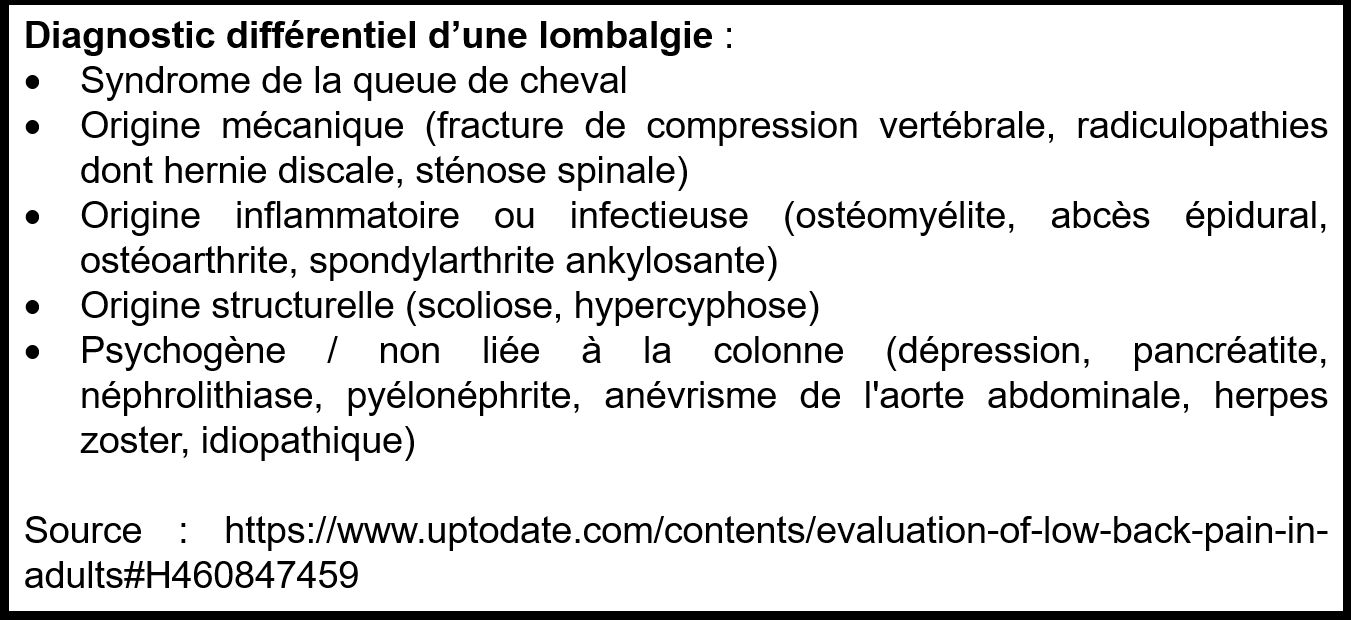 Diagnostic différentiel d’une lombalgie :
• Syndrome de la queue de cheval
• Origine mécanique (fracture de compression vertébrale, radiculopathies
dont hernie discale, sténose spinale)
• Origine inflammatoire ou infectieuse (ostéomyélite, abcès épidural,
ostéoarthrite, spondylarthrite ankylosante)
• Origine structurelle (scoliose, hypercyphose)
• Psychogène / non liée à la colonne (dépression, pancréatite,
néphrolithiase, pyélonéphrite, anévrisme de l'aorte abdominale, herpes
zoster, idiopathique)
Source : https://www.uptodate.com/contents/evaluation-of-low-back-pain-in-
adults#H460847459